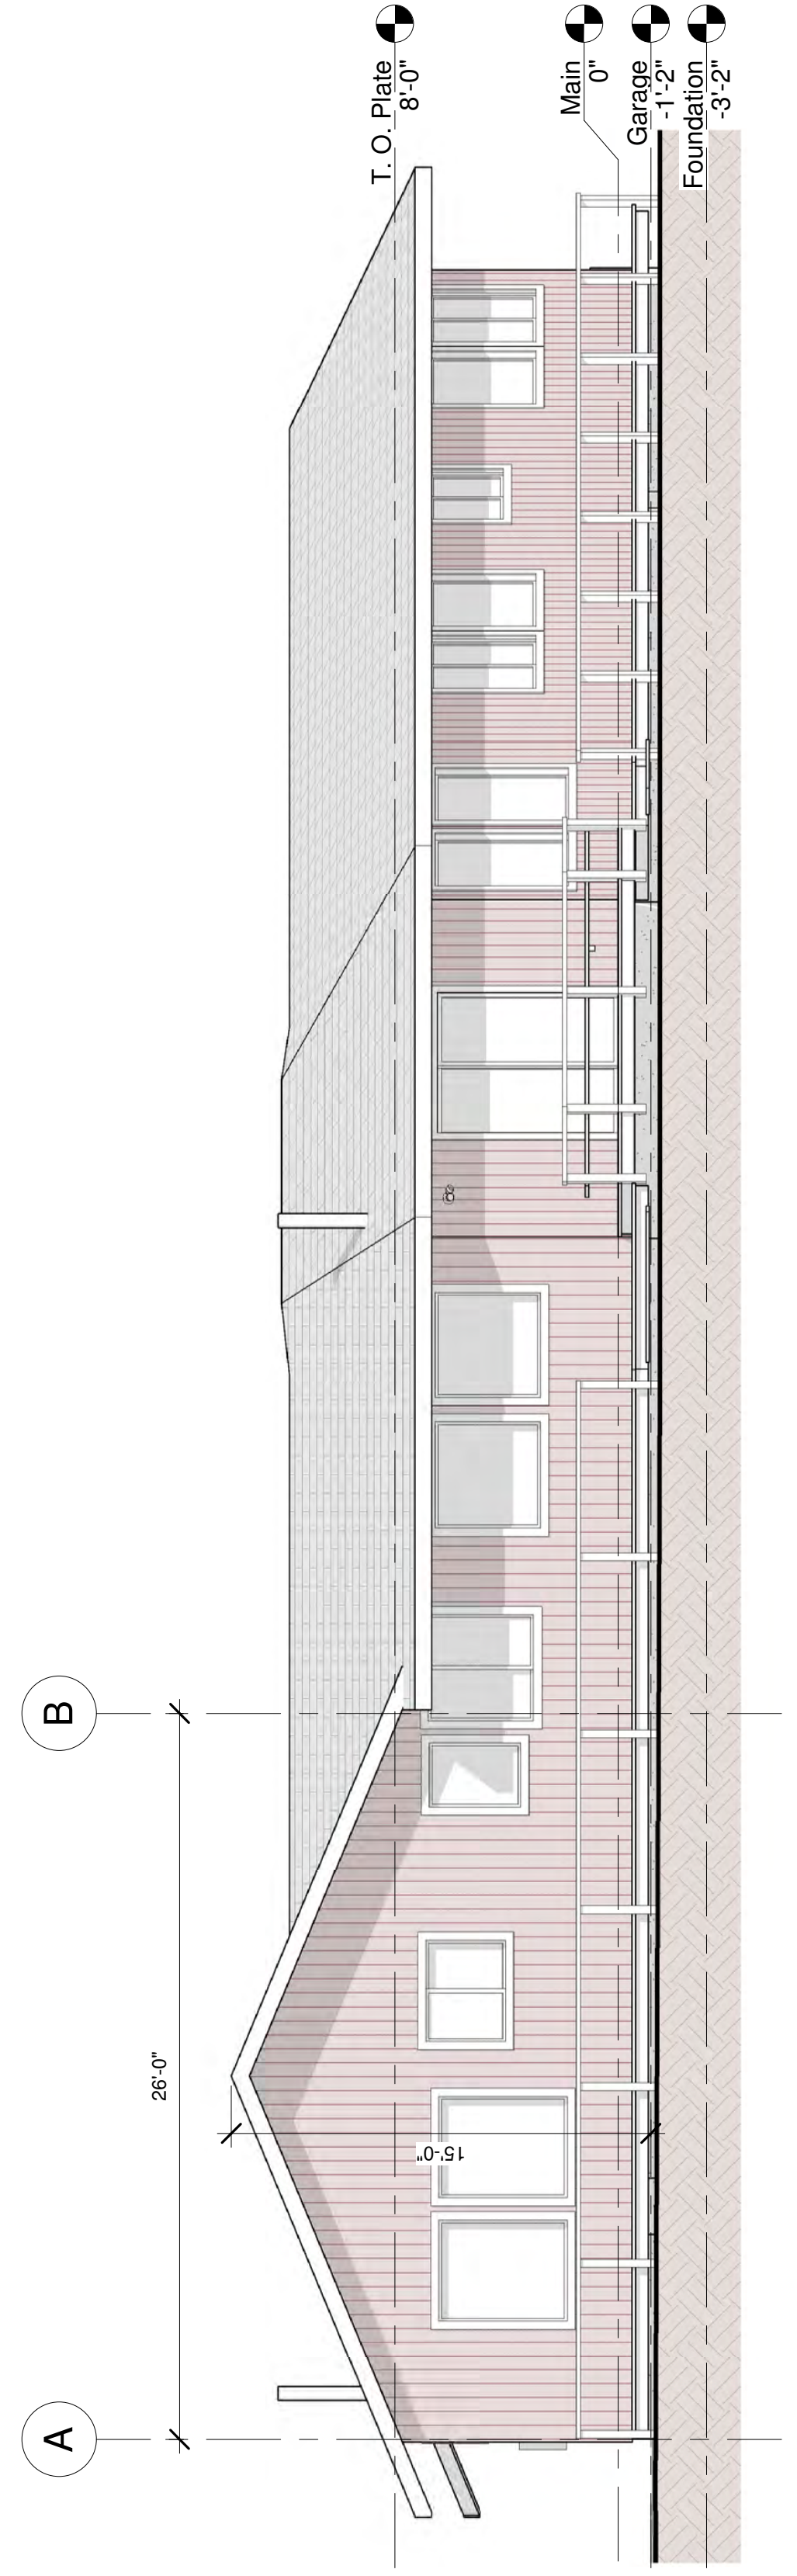 T. O. Plate
8'-0"
Main
0"
Garage
-1'-2"
Foundation
-3'-2"
B
26'-0"
15'-0"
A